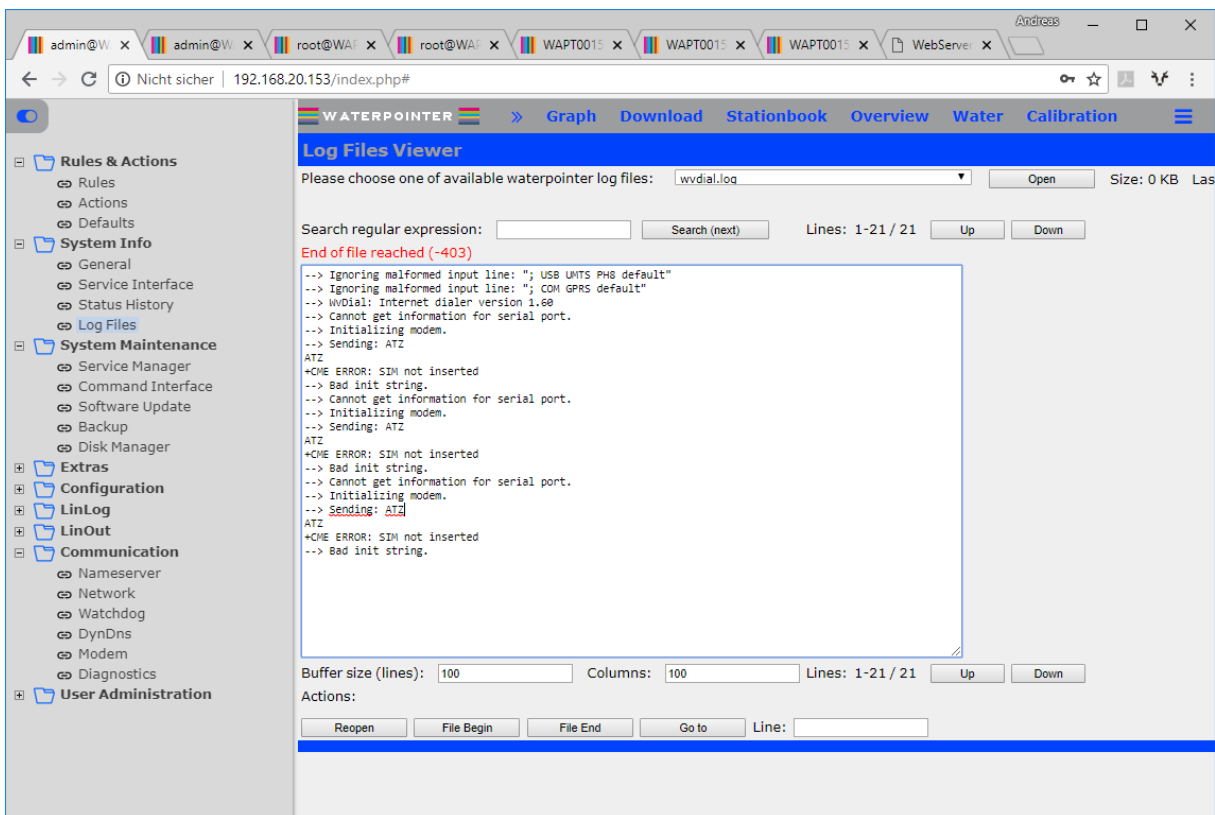 Andreas
admin@W admin@W root@WAP root@WAP WAPT0015 WAPT0015 WAPT0015 WebServer
Nicht sicher | 192.168.20.153/index.php#
WATERPOINTER » Graph Download Stationbook Overview Water Calibration
Log Files Viewer
Please choose one of available waterpointer log files: wvdial.log Open Size: 0 KB Las
Search regular expression: Search (next) Lines: 1-21 / 21 Up Down
End of file reached (-403)
--> Ignoring malformed input line: "; USB UMTS PH8 default"
--> Ignoring malformed input line: "; COM GPRS default"
--> WvDial: Internet dialer version 1.60
--> Cannot get information for serial port.
--> Initializing modem.
--> Sending: ATZ
ATZ
+CME ERROR: SIM not inserted
--> Bad init string.
--> Cannot get information for serial port.
--> Initializing modem.
--> Sending: ATZ
ATZ
+CME ERROR: SIM not inserted
--> Bad init string.
--> Cannot get information for serial port.
--> Initializing modem.
--> Sending: ATZ
ATZ
+CME ERROR: SIM not inserted
--> Bad init string.
Buffer size (lines): 100 Columns: 100 Lines: 1-21 / 21 Up Down
Actions:
Reopen File Begin File End Go to Line:
Rules & Actions
Rules
Actions
Defaults
System Info
General
Service Interface
Status History
Log Files
System Maintenance
Service Manager
Command Interface
Software Update
Backup
Disk Manager
Extras
Configuration
LinLog
LinOut
Communication
Nameserver
Network
Watchdog
DynDns
Modem
Diagnostics
User Administration